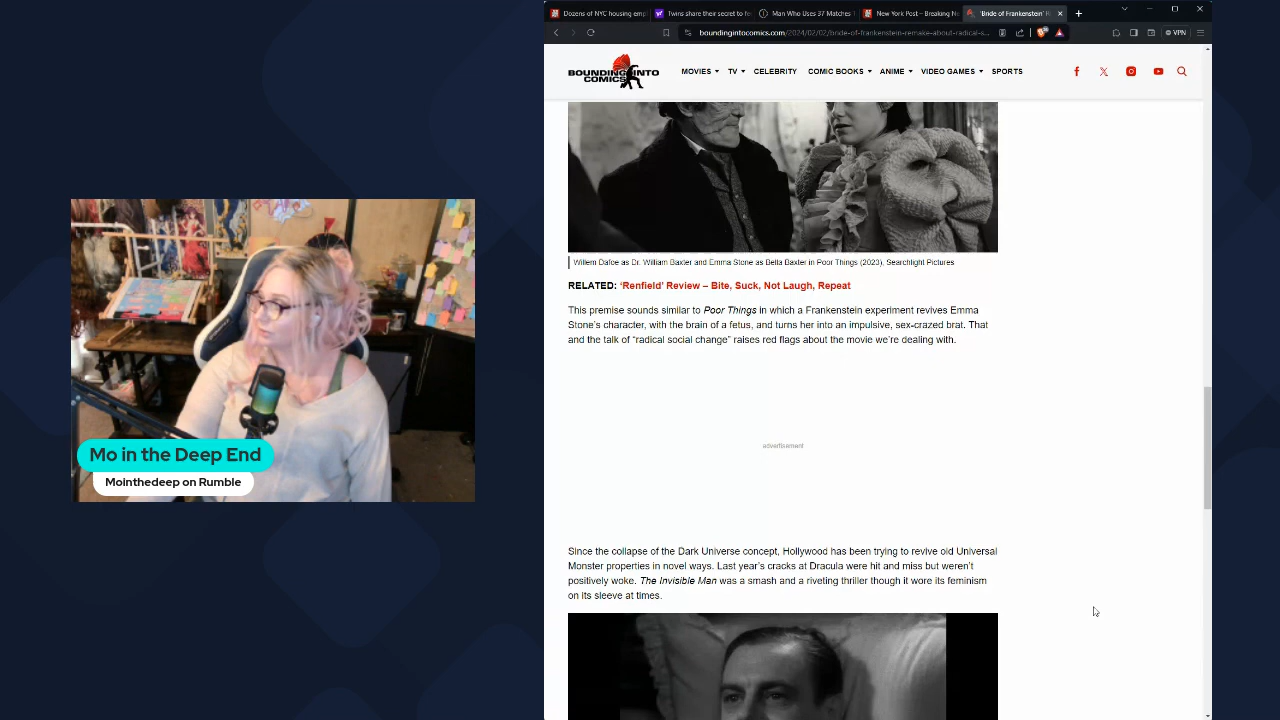 Dozens of NYC housing emp
Twins share their secret to fe
Man Who Uses 37 Matches
New York Post – Breaking Ne
'Bride of Frankenstein' R
boundingintocomics.com/2024/02/02/bride-of-frankenstein-remake-about-radical-s...
VPN
BOUNDING INTO
COMICS
MOVIES
TV
CELEBRITY
COMIC BOOKS
ANIME
VIDEO GAMES
SPORTS
Willem Dafoe as Dr. William Baxter and Emma Stone as Bella Baxter in Poor Things (2023), Searchlight Pictures
RELATED: 'Renfield' Review – Bite, Suck, Not Laugh, Repeat
This premise sounds similar to Poor Things in which a Frankenstein experiment revives Emma
Stone's character, with the brain of a fetus, and turns her into an impulsive, sex-crazed brat. That
and the talk of "radical social change" raises red flags about the movie we're dealing with.
advertisement
Mo in the Deep End
Mointhedeep on Rumble
Since the collapse of the Dark Universe concept, Hollywood has been trying to revive old Universal
Monster properties in novel ways. Last year's cracks at Dracula were hit and miss but weren't
positively woke. The Invisible Man was a smash and a riveting thriller though it wore its feminism
on its sleeve at times.